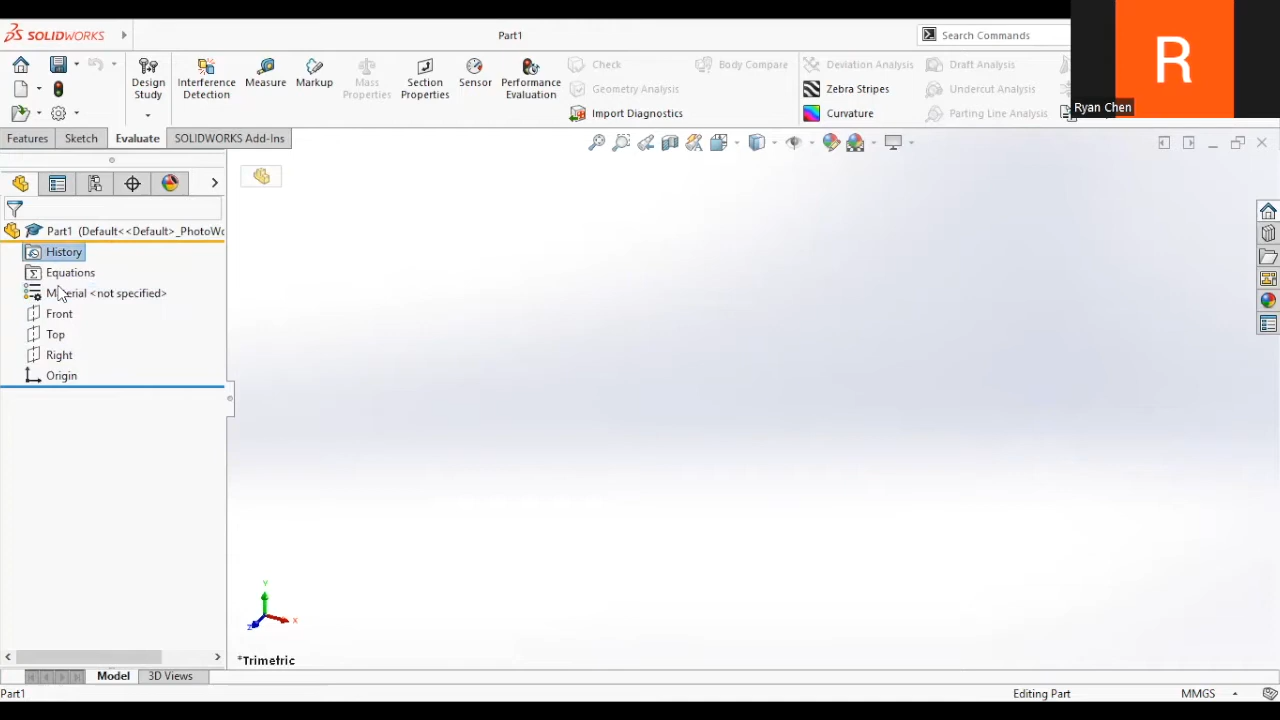 SOLIDWORKS
Part1
Search Commands
R
Ryan Chen
Design Study
Interference Detection
Measure
Markup
Mass Properties
Section Properties
Sensor
Performance Evaluation
Check
Geometry Analysis
Import Diagnostics
Body Compare
Deviation Analysis
Zebra Stripes
Curvature
Draft Analysis
Undercut Analysis
Parting Line Analysis
Features
Sketch
Evaluate
SOLIDWORKS Add-Ins
Part1 (Default<<Default>_PhotoWo
History
Equations
Material <not specified>
Front
Top
Right
Origin
Y
X
Z
*Trimetric
Model
3D Views
Part1
Editing Part
MMGS